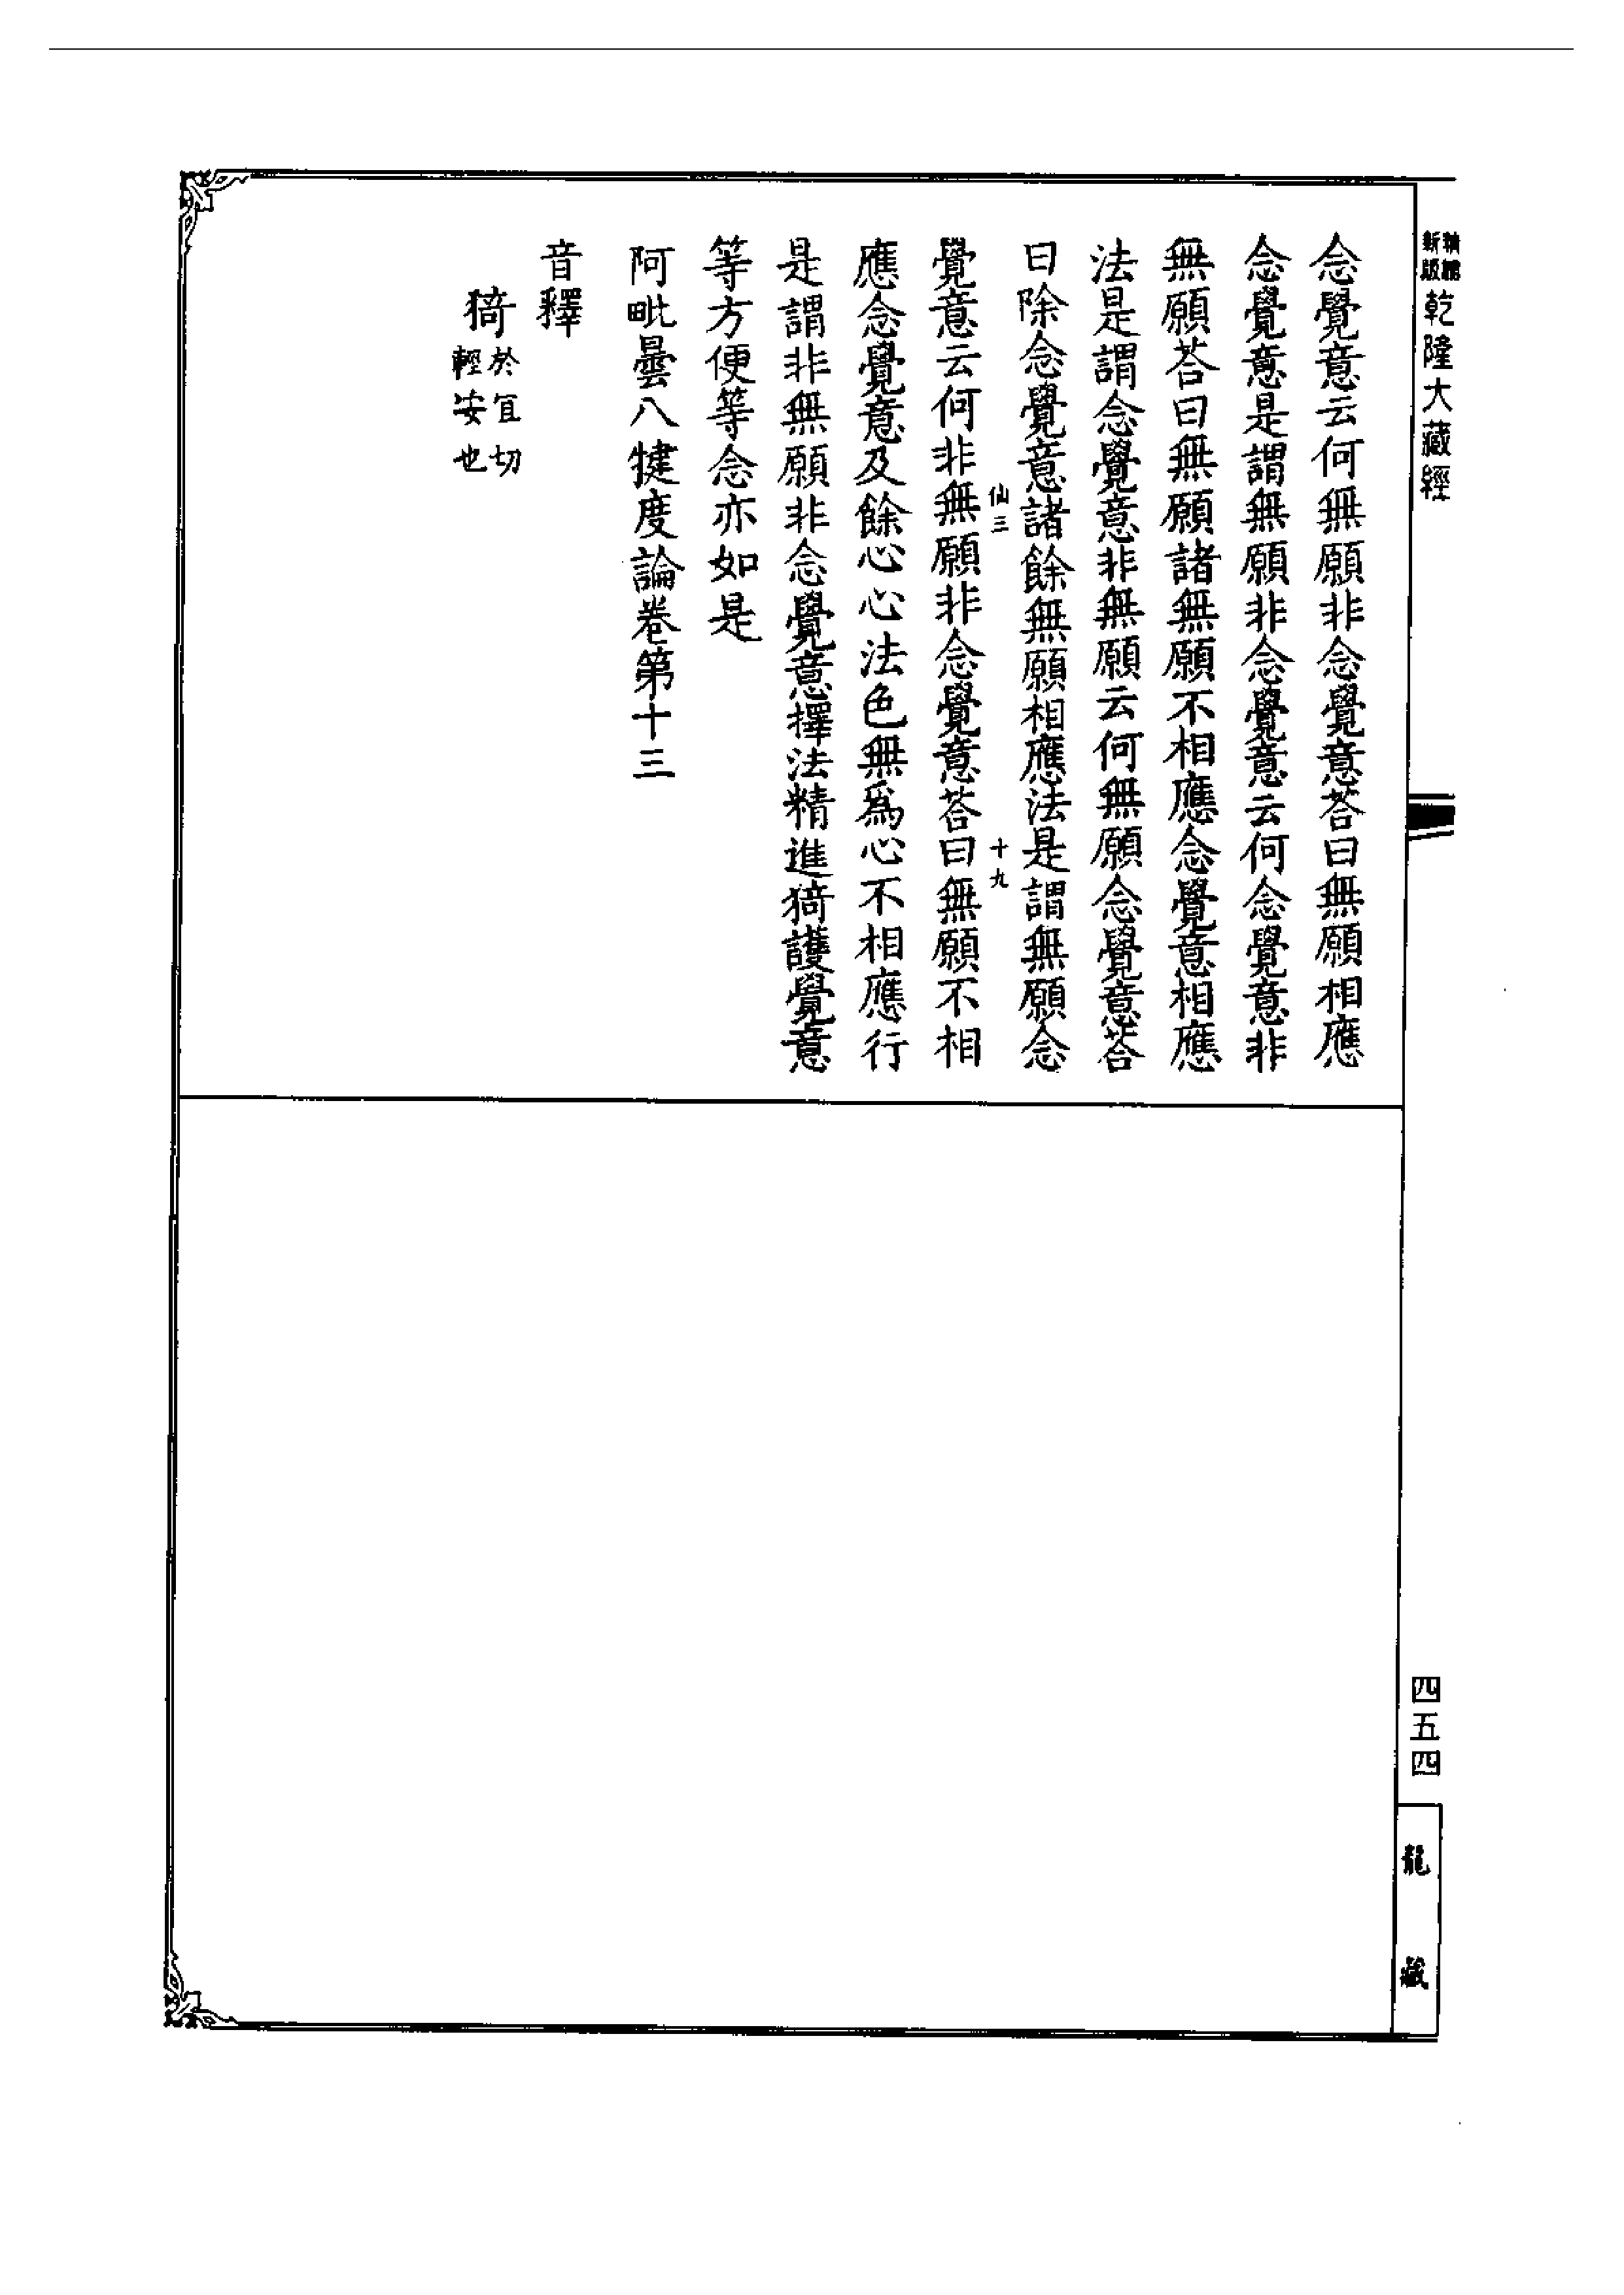 新版
精縮
乾隆大藏經
念覺意云何無願非念覺意荅曰無願相應
念覺意是謂無願非念覺意云何念覺意非
無願荅曰無願諸無願不相應念覺意相應
法是謂念覺意非無願云何無願念覺意荅
曰除念覺意諸餘無願相應法是謂無願念
仙三
十九
覺意云何非無願非念覺意荅曰無願不相
應念覺意及餘心心法色無爲心不相應行
是謂非無願非念覺意擇法精進猗護覺意
等方便等念亦如是
阿毗曇八犍度論卷第十三
音釋
猗
於宜切
輕安也
四五四
龍藏